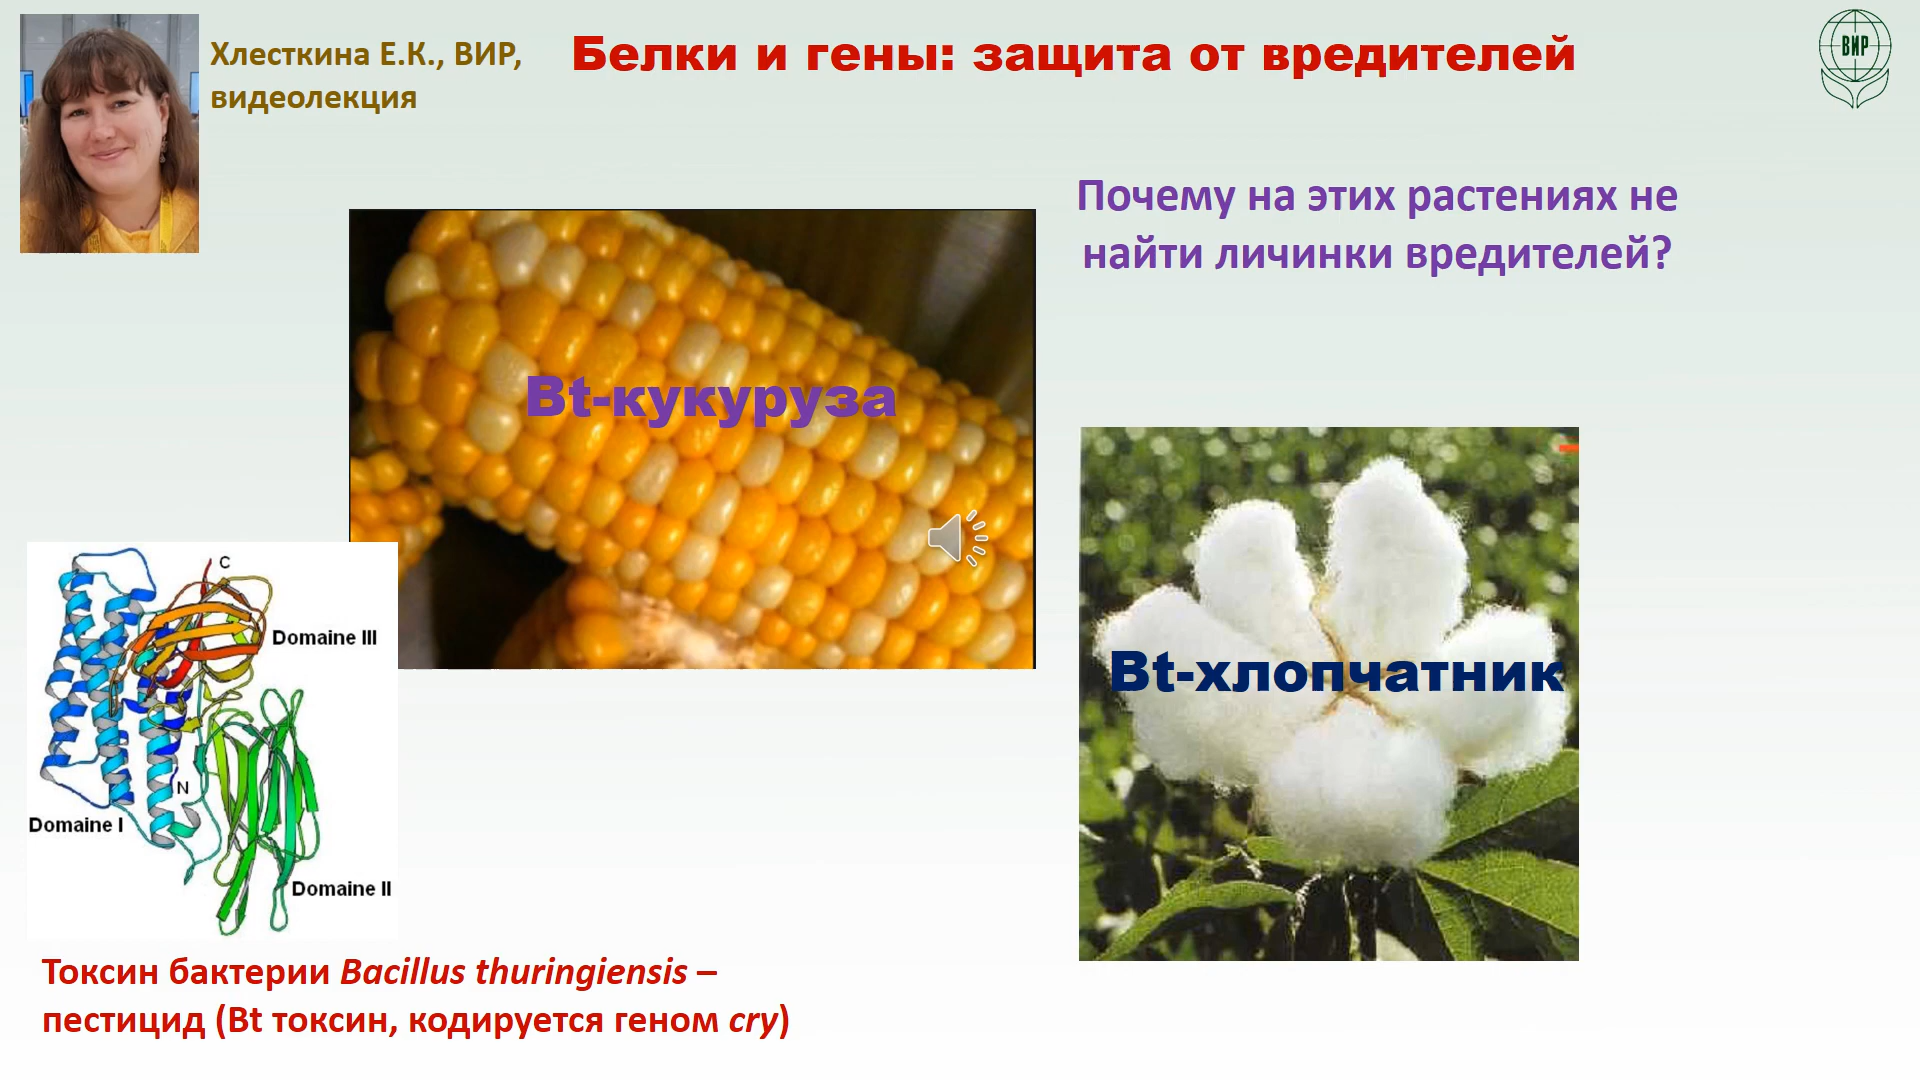 Хлесткина Е.К., ВИР,
видеолекция
Белки и гены: защита от вредителей
ВИР
Почему на этих растениях не
найти личинки вредителей?
Bt-кукуруза
Bt-хлопчатник
C
Domaine III
N
Domaine I
Domaine II
Токсин бактерии Bacillus thuringiensis –
пестицид (Bt токсин, кодируется геном cry)